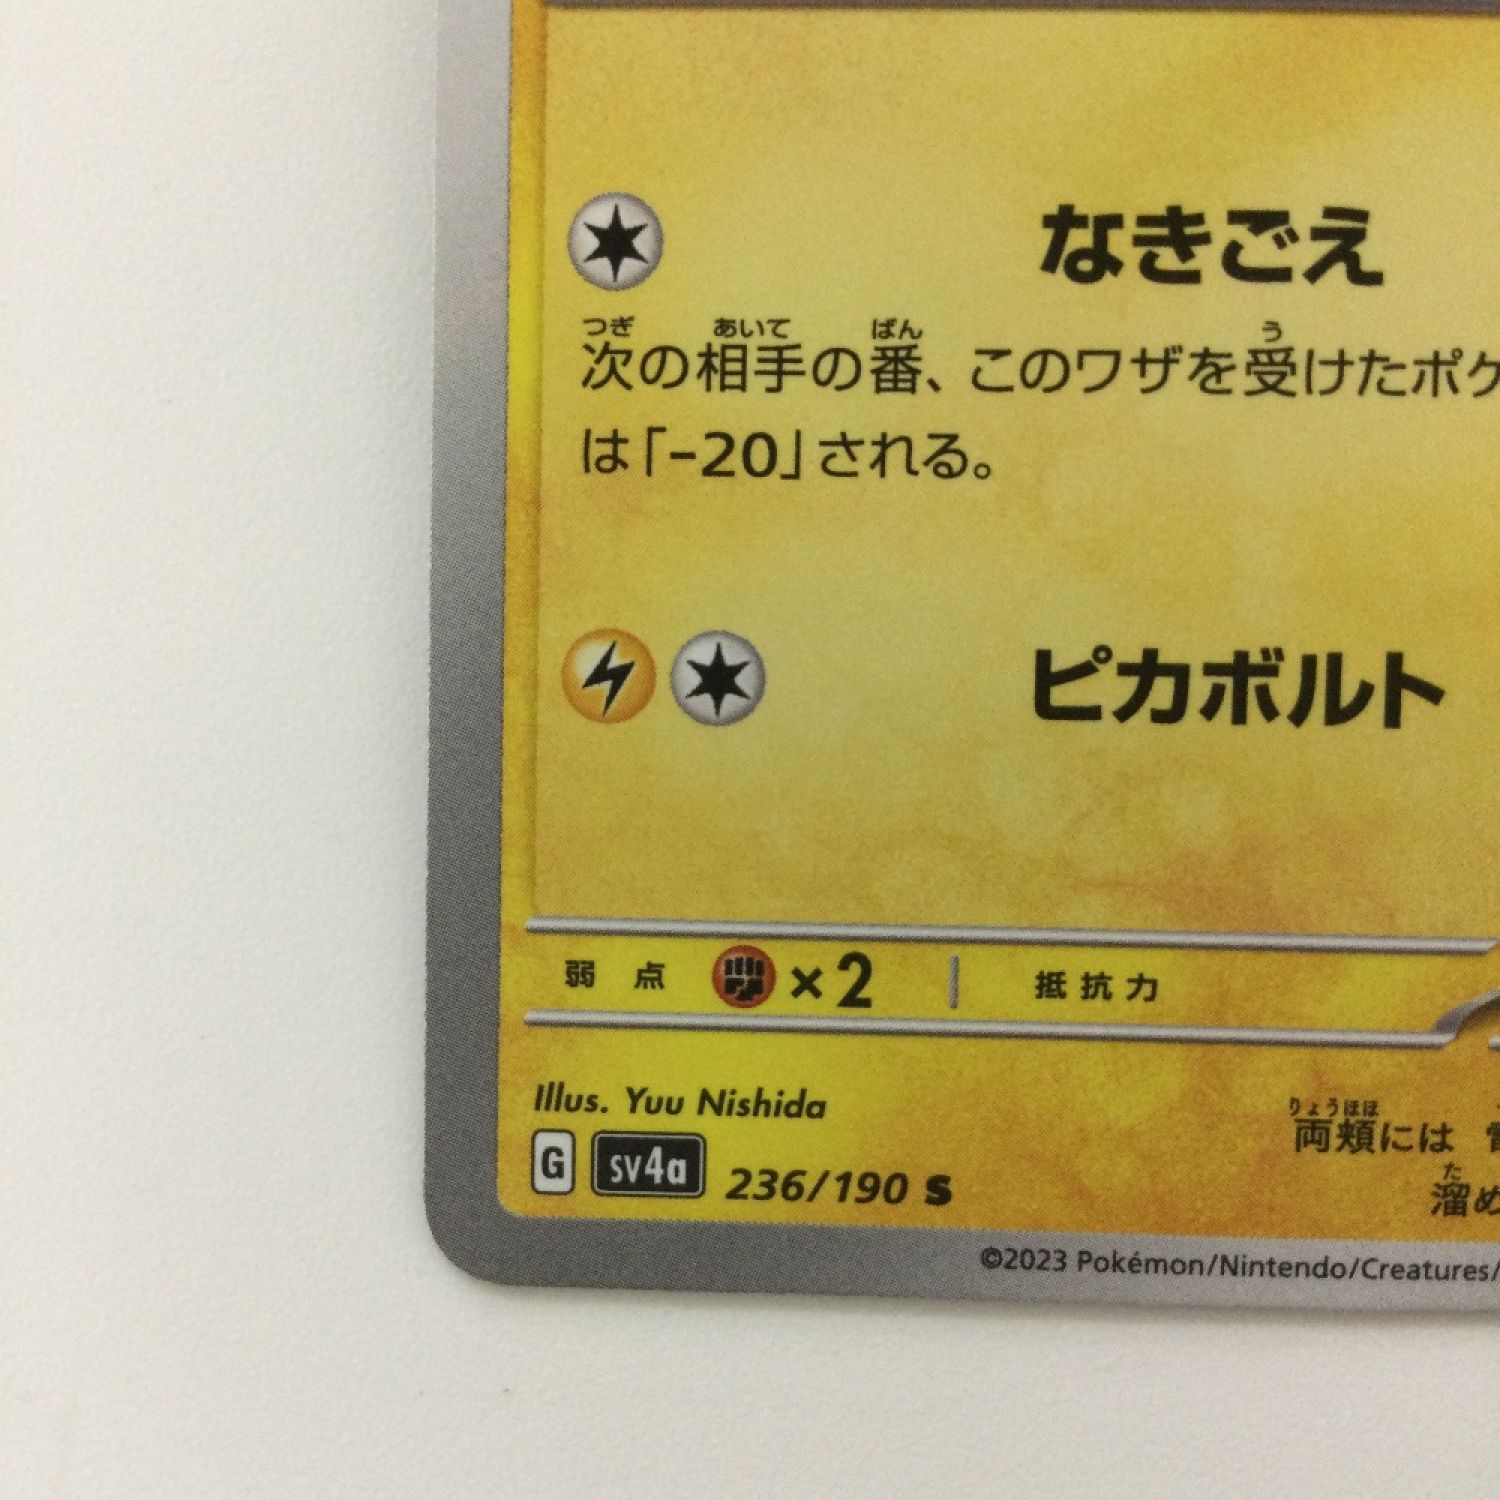 なきごえ
つぎ あいて ばん う
次の相手の番、このワザを受けたポケ
は「-20」される。
ピカボルト
弱点 ×2 抵抗力
Illus. Yuu Nishida
りょうほほ
両頬には
G sv4a 236/190 S
た
溜め
©2023 Pokémon/Nintendo/Creatures/